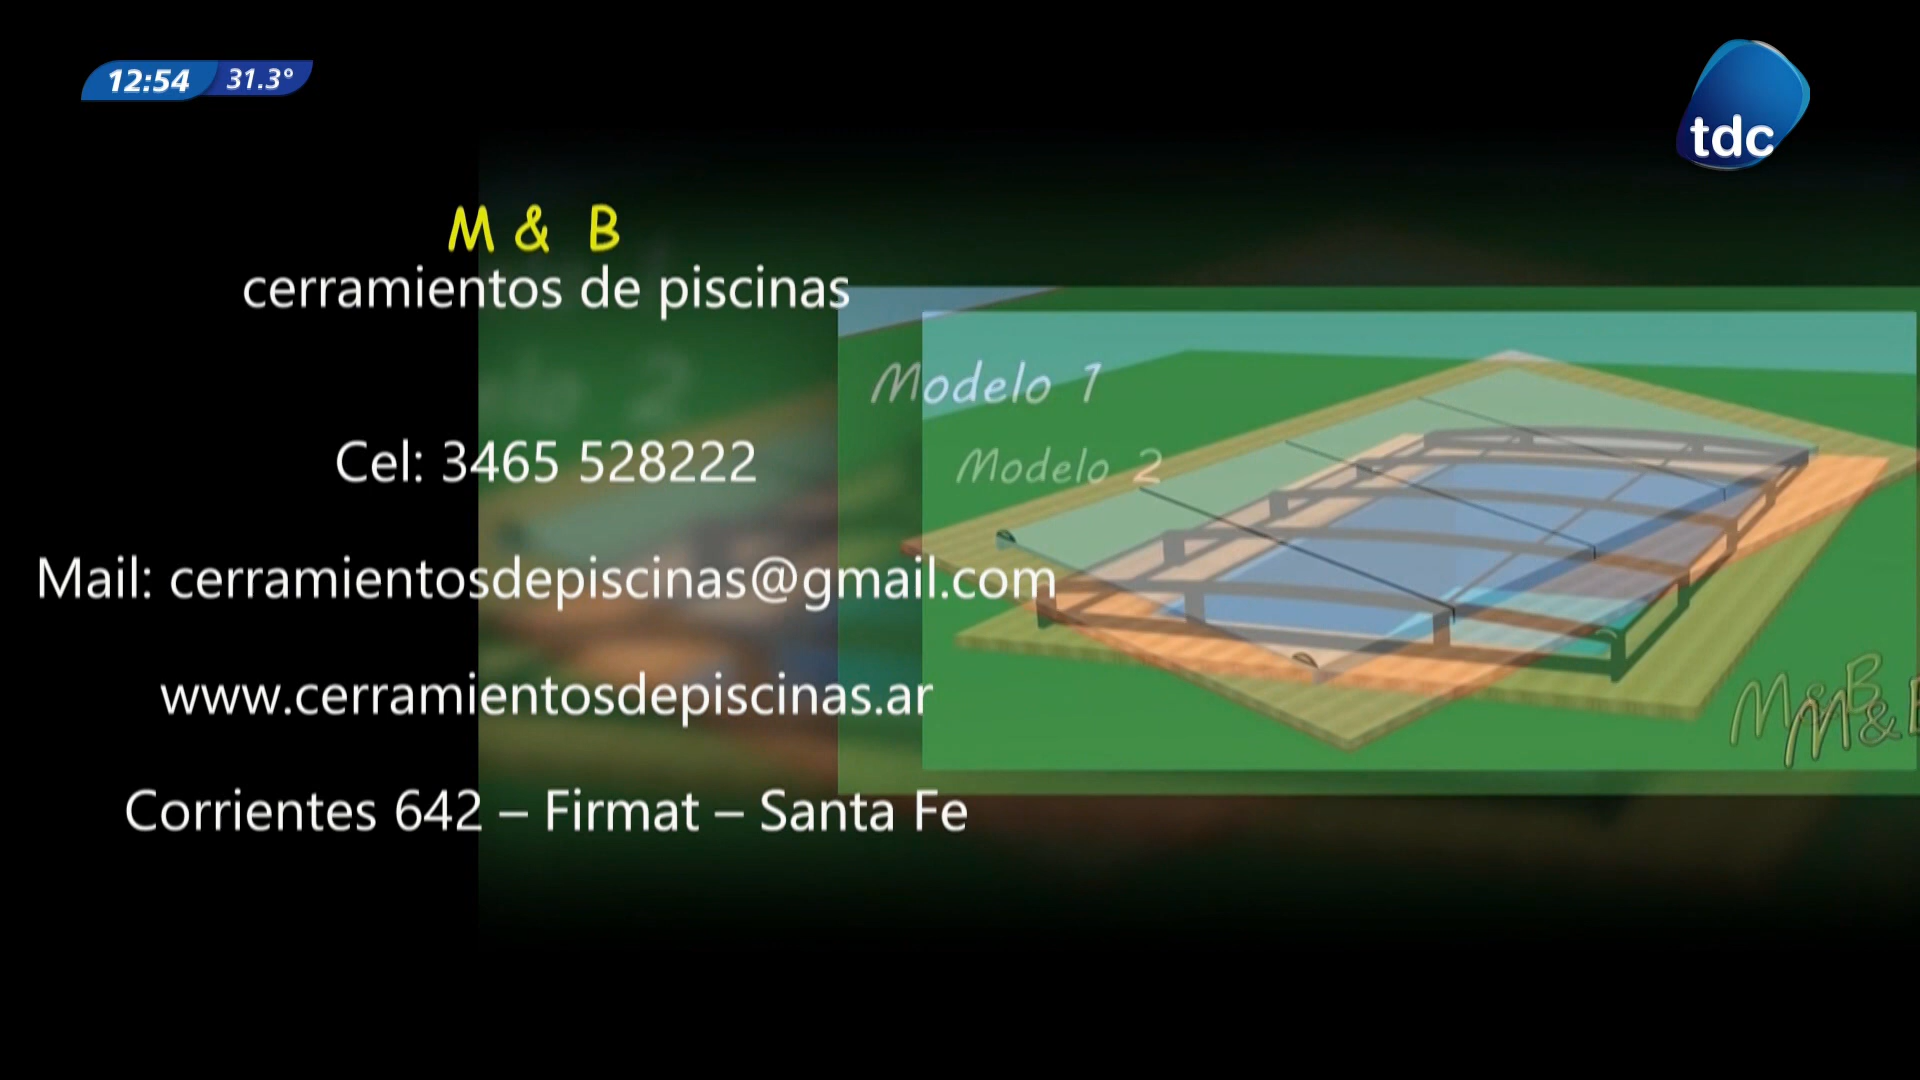 12:54 31.3°
tdc
M & B
cerramientos de piscinas
Modelo 1
Modelo 2
Cel: 3465 528222
Mail: cerramientosdepiscinas@gmail.com
www.cerramientosdepiscinas.ar
M&B
M&B
Corrientes 642 – Firmat – Santa Fe